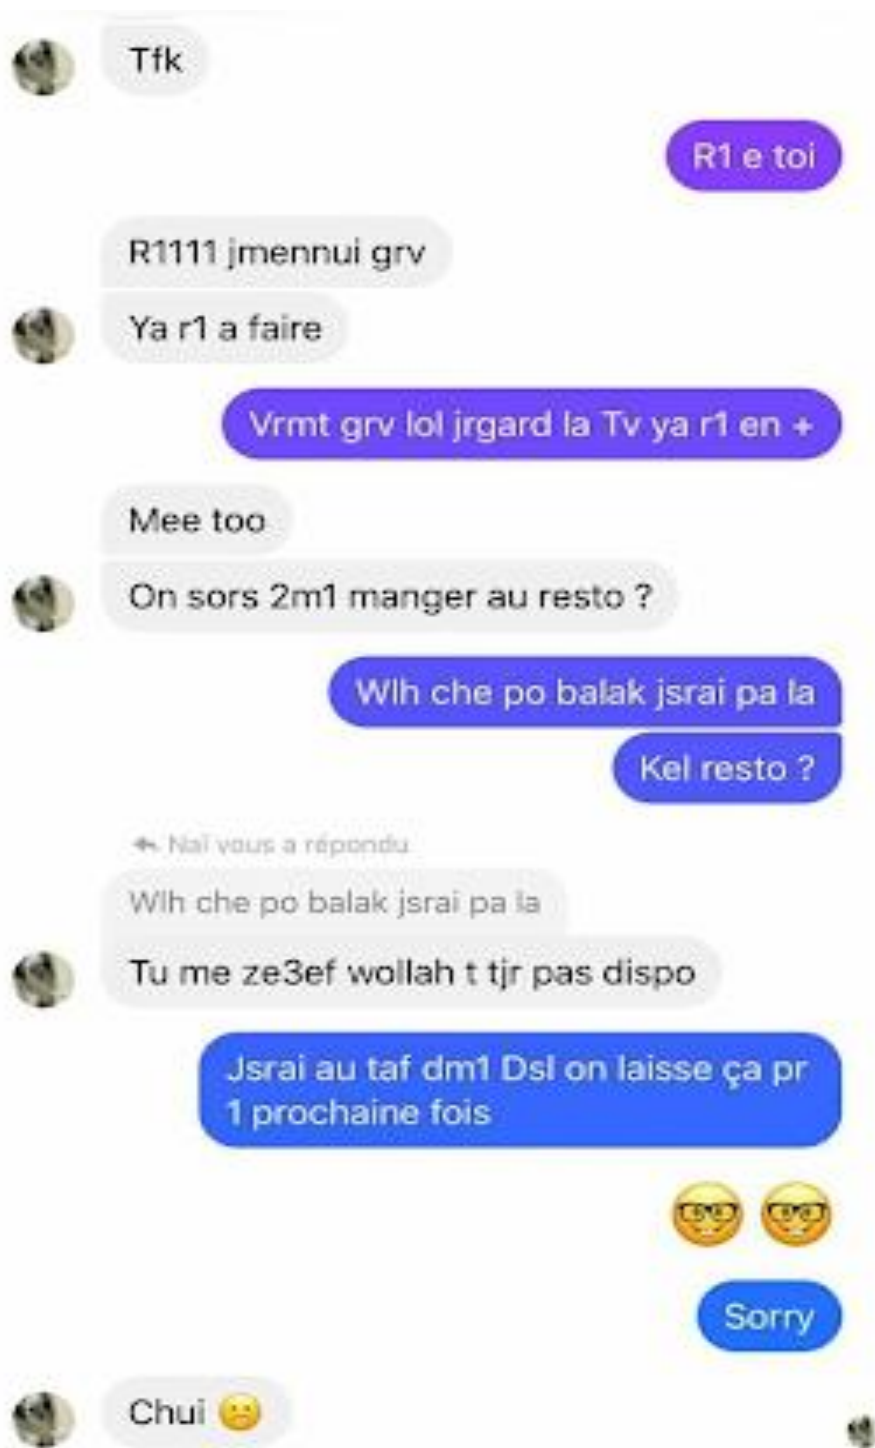 Tfk
R1 e toi
R1111 jmennui grv
Ya r1 a faire
Vrmt grv lol jrgard la Tv ya r1 en +
Mee too
On sors 2m1 manger au resto ?
Wlh che po balak jsrai pa la
Kel resto ?
Naï vous a répondu
Wlh che po balak jsrai pa la
Tu me ze3ef wollah t tjr pas dispo
Jsrai au taf dm1 Dsl on laisse ça pr
1 prochaine fois
🤓 🤓
Sorry
Chui 🙁